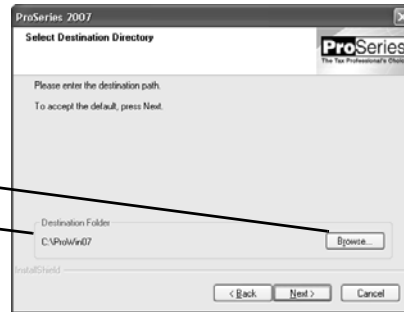 ProSeries 2007
Select Destination Directory
ProSeries
The Tax Professional's Choice
Please enter the destination path.
To accept the default, press Next.
Destination Folder
C:\ProWin07
Browse...
InstallShield
< Back
Next >
Cancel